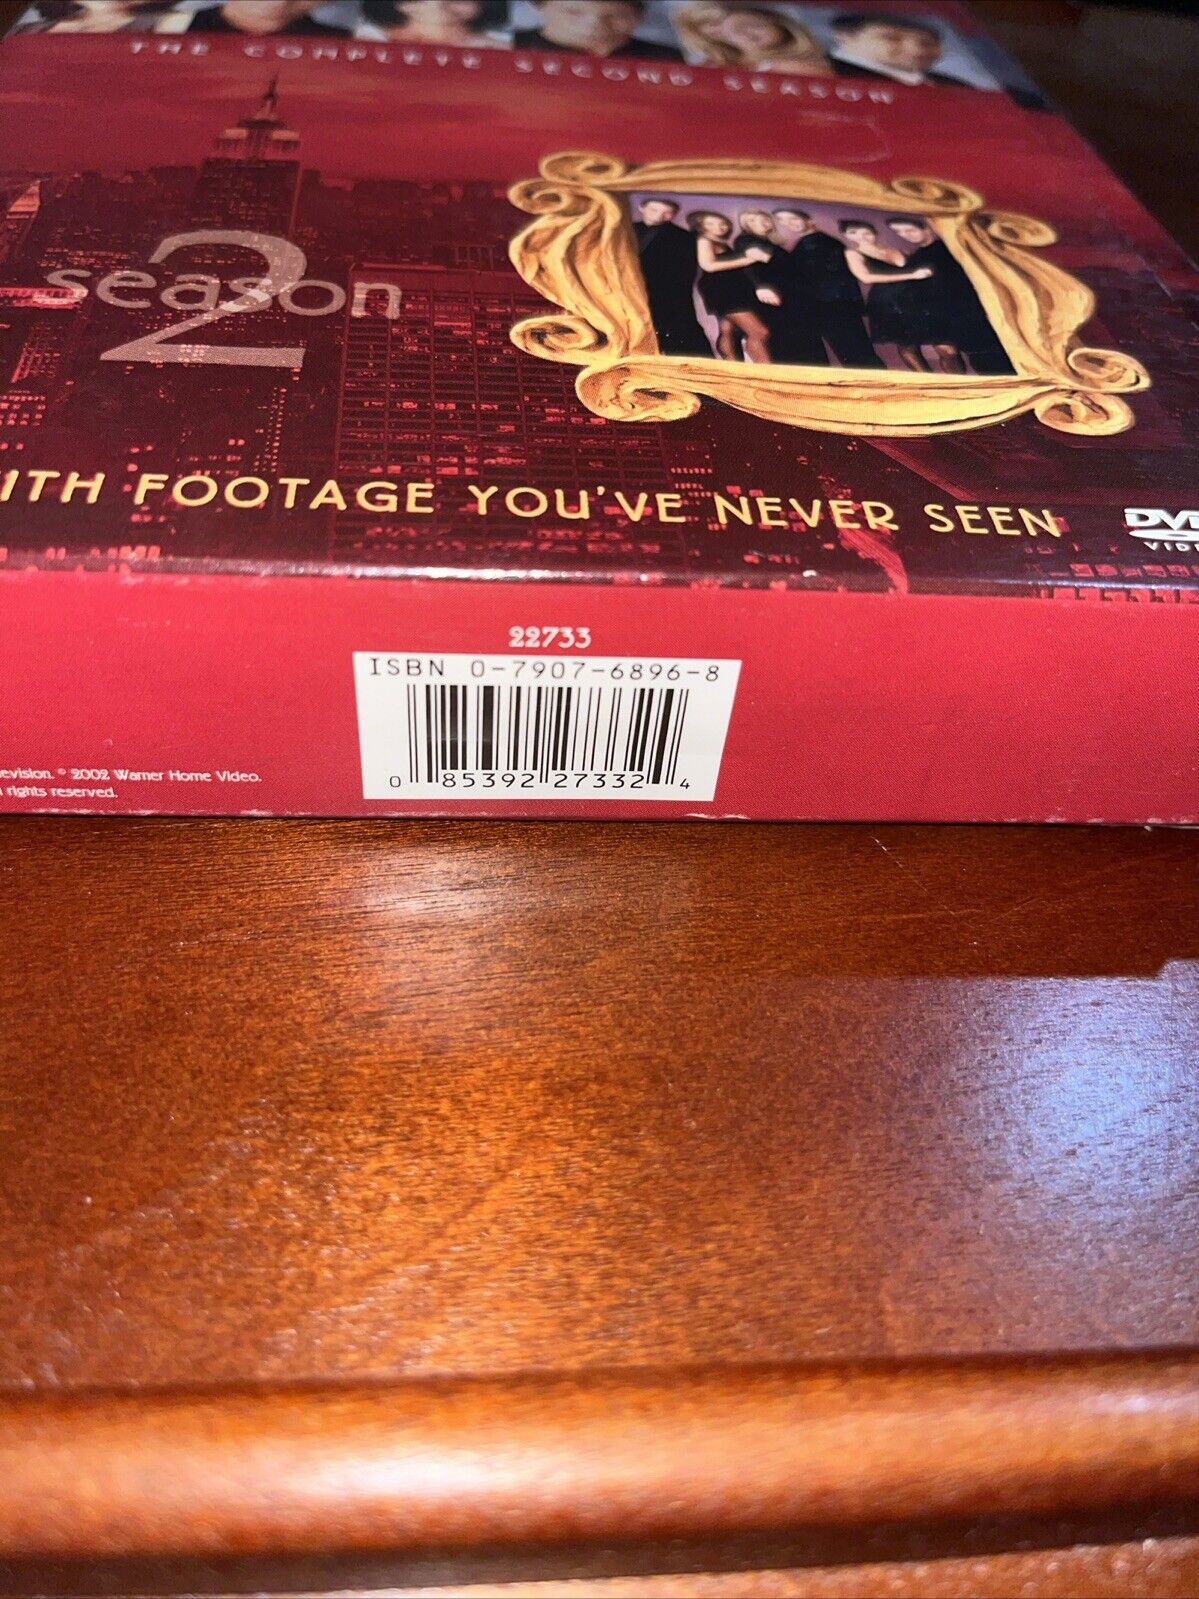 THE COMPLETE SECOND SEASON
season 2
ITH FOOTAGE YOU'VE NEVER SEEN
DVD
VIDE
22733
ISBN 0-7907-6896-8
0 85392 27332 4
evision. © 2002 Warner Home Video.
rights reserved.